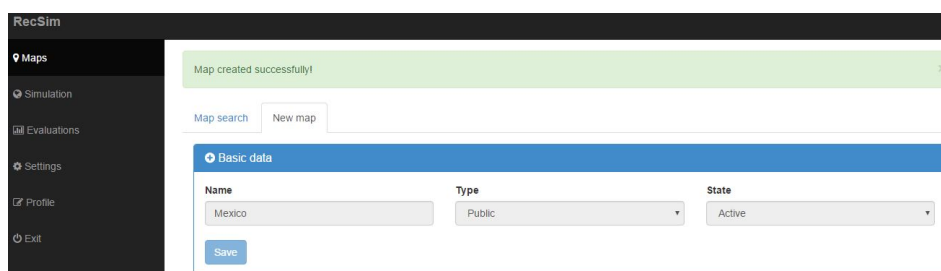 RecSim
Maps
Map created successfully!
Simulation
Map search New map
Evaluations
Basic data
Settings
Name Type State
Profile
Mexico Public Active
Exit
Save